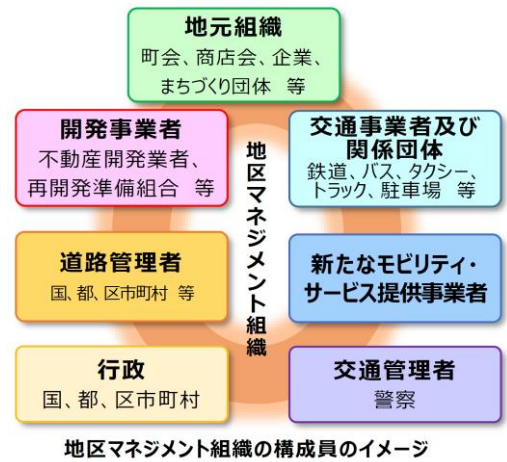 地元組織
町会、商店会、企業、
まちづくり団体 等
開発事業者
不動産開発業者、
再開発準備組合 等
交通事業者及び
関係団体
鉄道、バス、タクシー、
トラック、駐車場 等
地区マネジメント組織
道路管理者
国、都、区市町村 等
新たなモビリティ・
サービス提供事業者
行政
国、都、区市町村
交通管理者
警察
地区マネジメント組織の構成員のイメージ